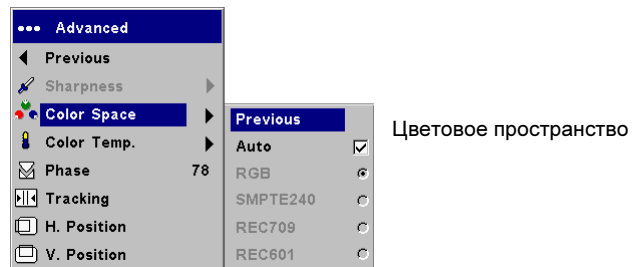 Advanced
Previous
Sharpness
Color Space
Color Temp.
Phase 78
Tracking
H. Position
V. Position
Previous
Auto
RGB
SMPTE240
REC709
REC601
Цветовое пространство